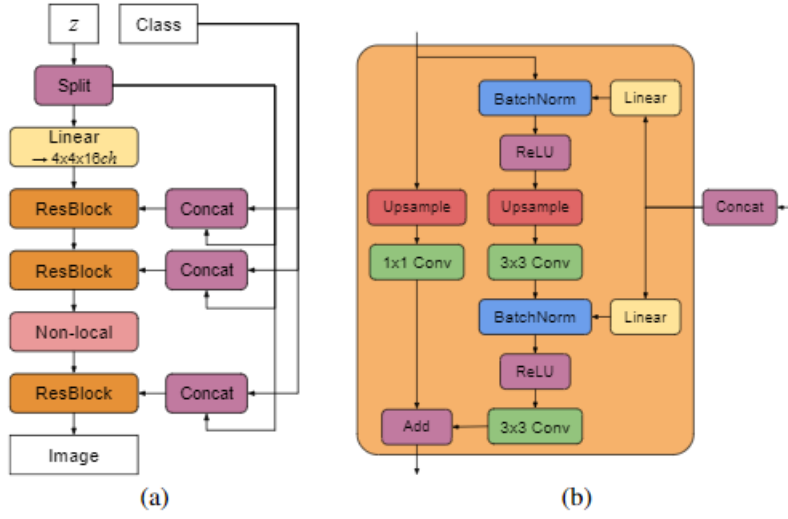 z
Class
Split
Linear
→ 4x4x16ch
ResBlock
Concat
ResBlock
Concat
Non-local
ResBlock
Concat
Image
(a)
BatchNorm
Linear
ReLU
Upsample
Upsample
Concat
1x1 Conv
3x3 Conv
BatchNorm
Linear
ReLU
Add
3x3 Conv
(b)